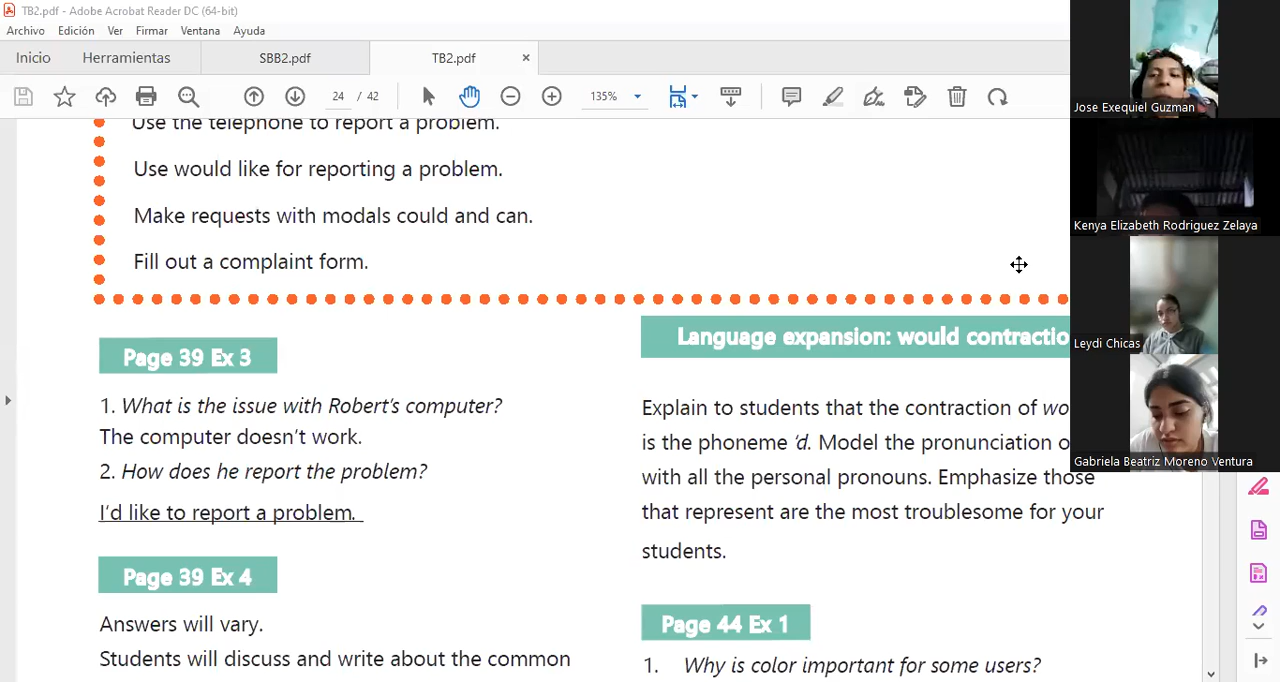 TB2.pdf - Adobe Acrobat Reader DC (64-bit)
Archivo Edición Ver Firmar Ventana Ayuda
Inicio Herramientas SBB2.pdf TB2.pdf ×
24 / 42 135%
Use the telephone to report a problem.
Use would like for reporting a problem.
Make requests with modals could and can.
Fill out a complaint form.
Page 39 Ex 3
1. What is the issue with Robert's computer?
The computer doesn't work.
2. How does he report the problem?
I'd like to report a problem.
Page 39 Ex 4
Answers will vary.
Students will discuss and write about the common
Language expansion: would contractio
Explain to students that the contraction of wo
is the phoneme 'd. Model the pronunciation o
with all the personal pronouns. Emphasize those
that represent are the most troublesome for your
students.
Page 44 Ex 1
1. Why is color important for some users?
Jose Exequiel Guzman
Kenya Elizabeth Rodriguez Zelaya
Leydi Chicas
Gabriela Beatriz Moreno Ventura